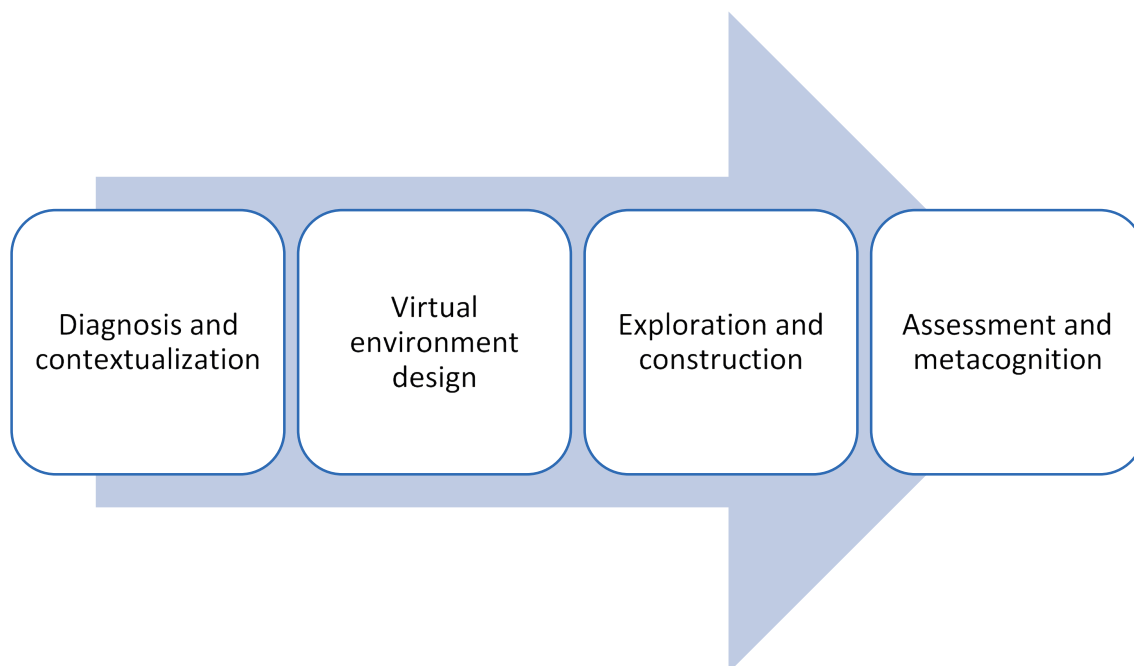 Diagnosis and
contextualization
Virtual
environment
design
Exploration and
construction
Assessment and
metacognition